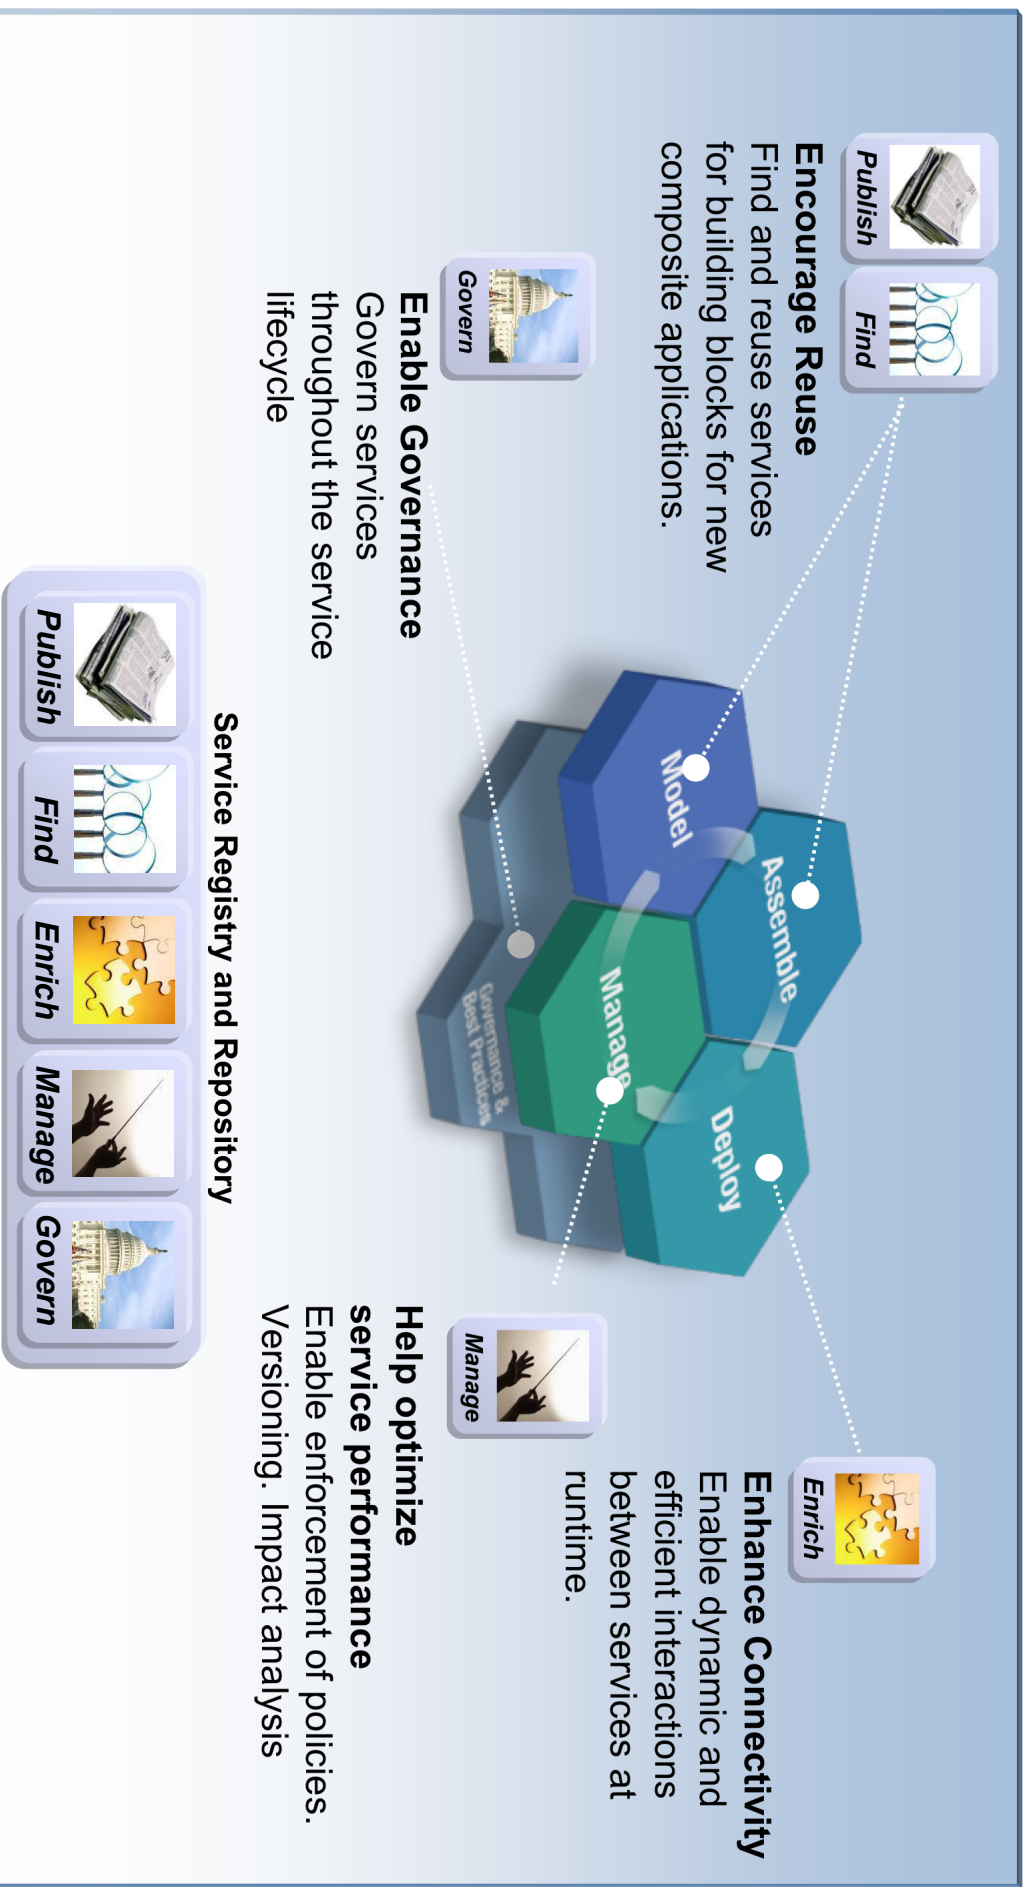 Publish
Find
Encourage Reuse
Find and reuse services
for building blocks for new
composite applications.
Enrich
Enhance Connectivity
Enable dynamic and
efficient interactions
between services at
runtime.
Assemble
Model
Deploy
Manage
Governance &
Best Practices
Govern
Enable Governance
Govern services
throughout the service
lifecycle
Manage
Help optimize
service performance
Enable enforcement of policies.
Versioning. Impact analysis
Service Registry and Repository
Publish
Find
Enrich
Manage
Govern